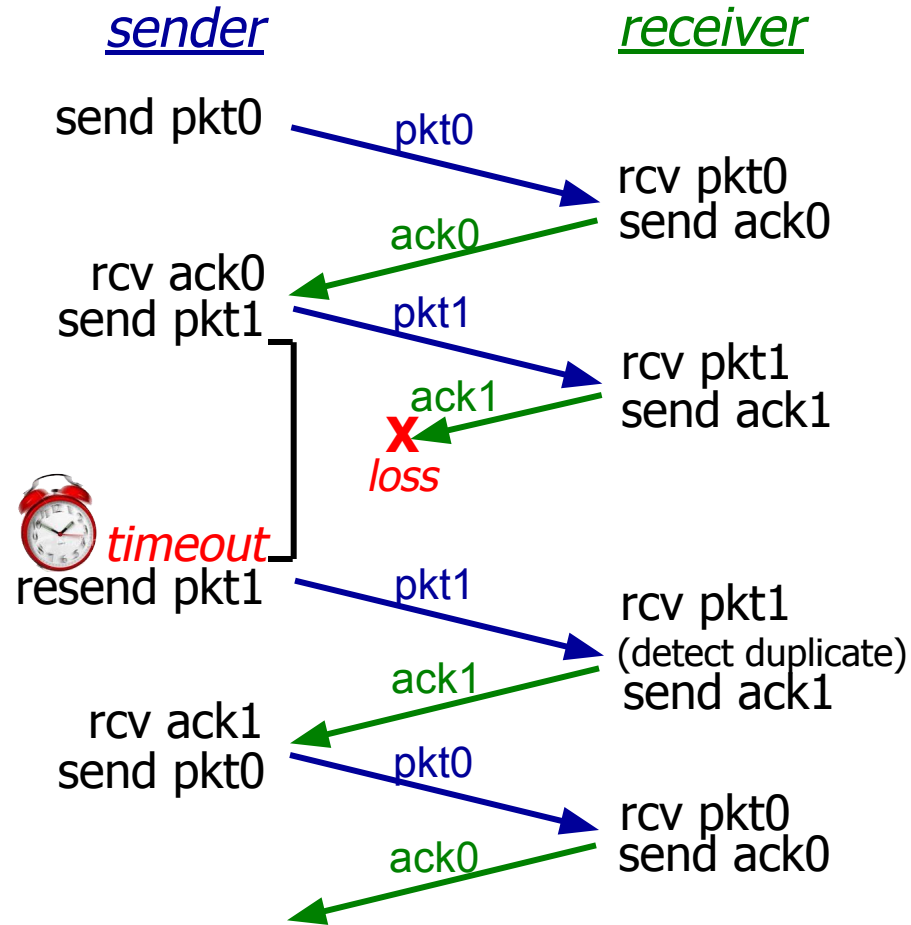 sender
receiver
send pkt0
pkt0
rcv pkt0
send ack0
ack0
rcv ack0
send pkt1
pkt1
rcv pkt1
send ack1
ack1
X
loss
timeout
resend pkt1
pkt1
rcv pkt1
(detect duplicate)
send ack1
ack1
rcv ack1
send pkt0
pkt0
rcv pkt0
send ack0
ack0